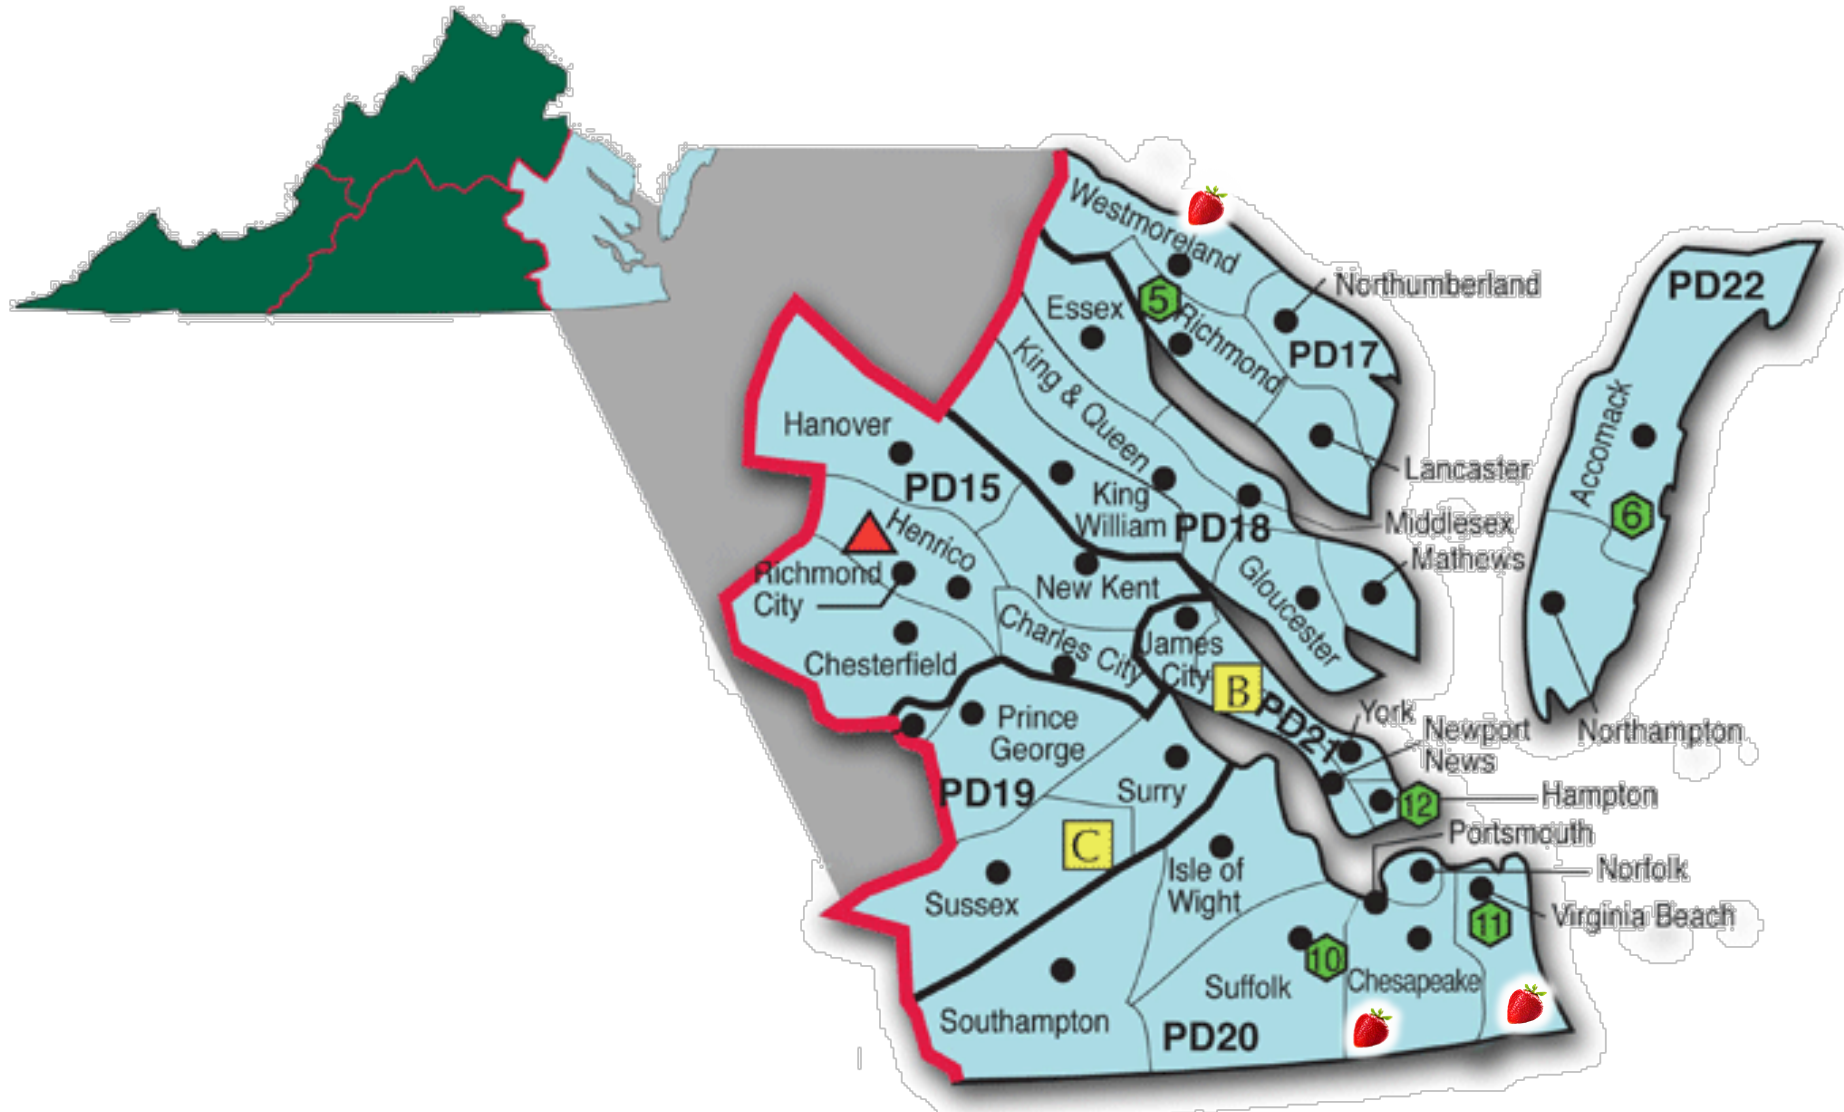 Westmoreland
Northumberland
PD22
5
Essex
Richmond
PD17
King & Queen
Accomack
Hanover
Lancaster
PD15
King
William
PD18
Middlesex
6
Henrico
Mathews
Richmond
City
New Kent
Gloucester
Charles City
James
City
Chesterfield
B
PD21
York
Newport
News
Northampton
Prince
George
PD19
Surry
12
Hampton
Portsmouth
C
Isle of
Wight
Norfolk
Sussex
Virginia Beach
11
10
Suffolk
Chesapeake
Southampton
PD20